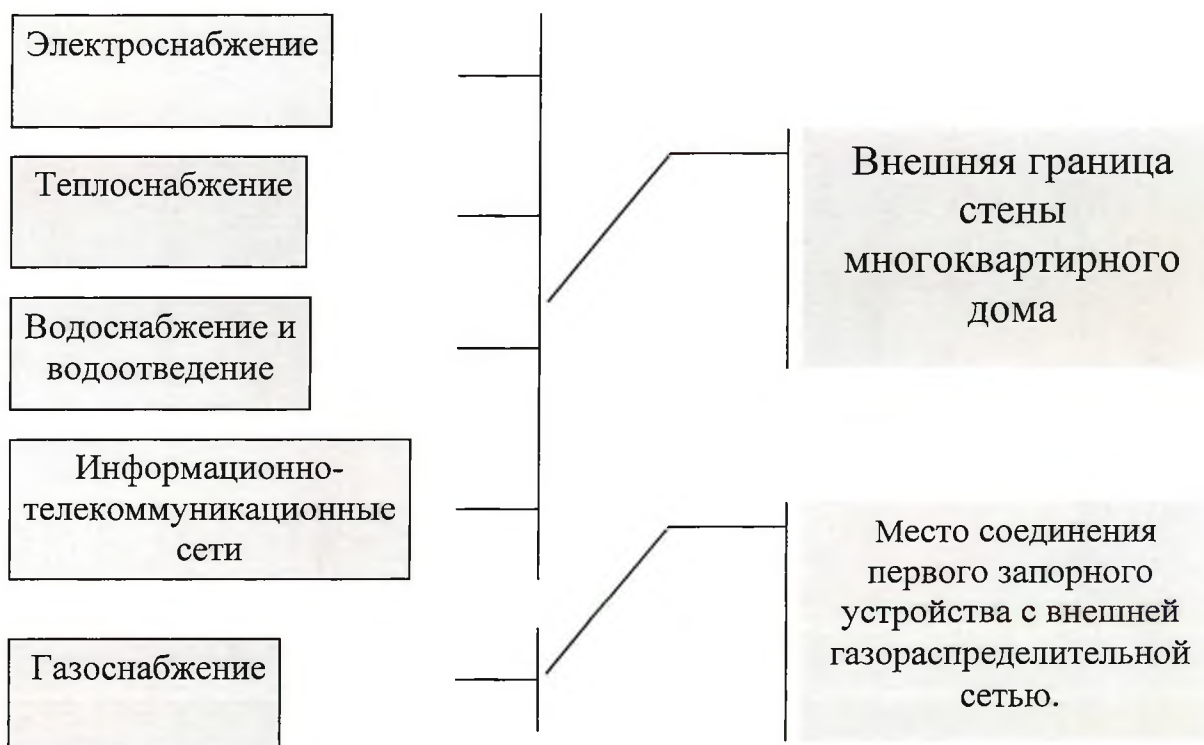 Электроснабжение
Теплоснабжение
Водоснабжение и
водоотведение
Информационно-
телекоммуникационные
сети
Газоснабжение
Внешняя граница
стены
многоквартирного
дома
Место соединения
первого запорного
устройства с внешней
газораспределительной
сетью.